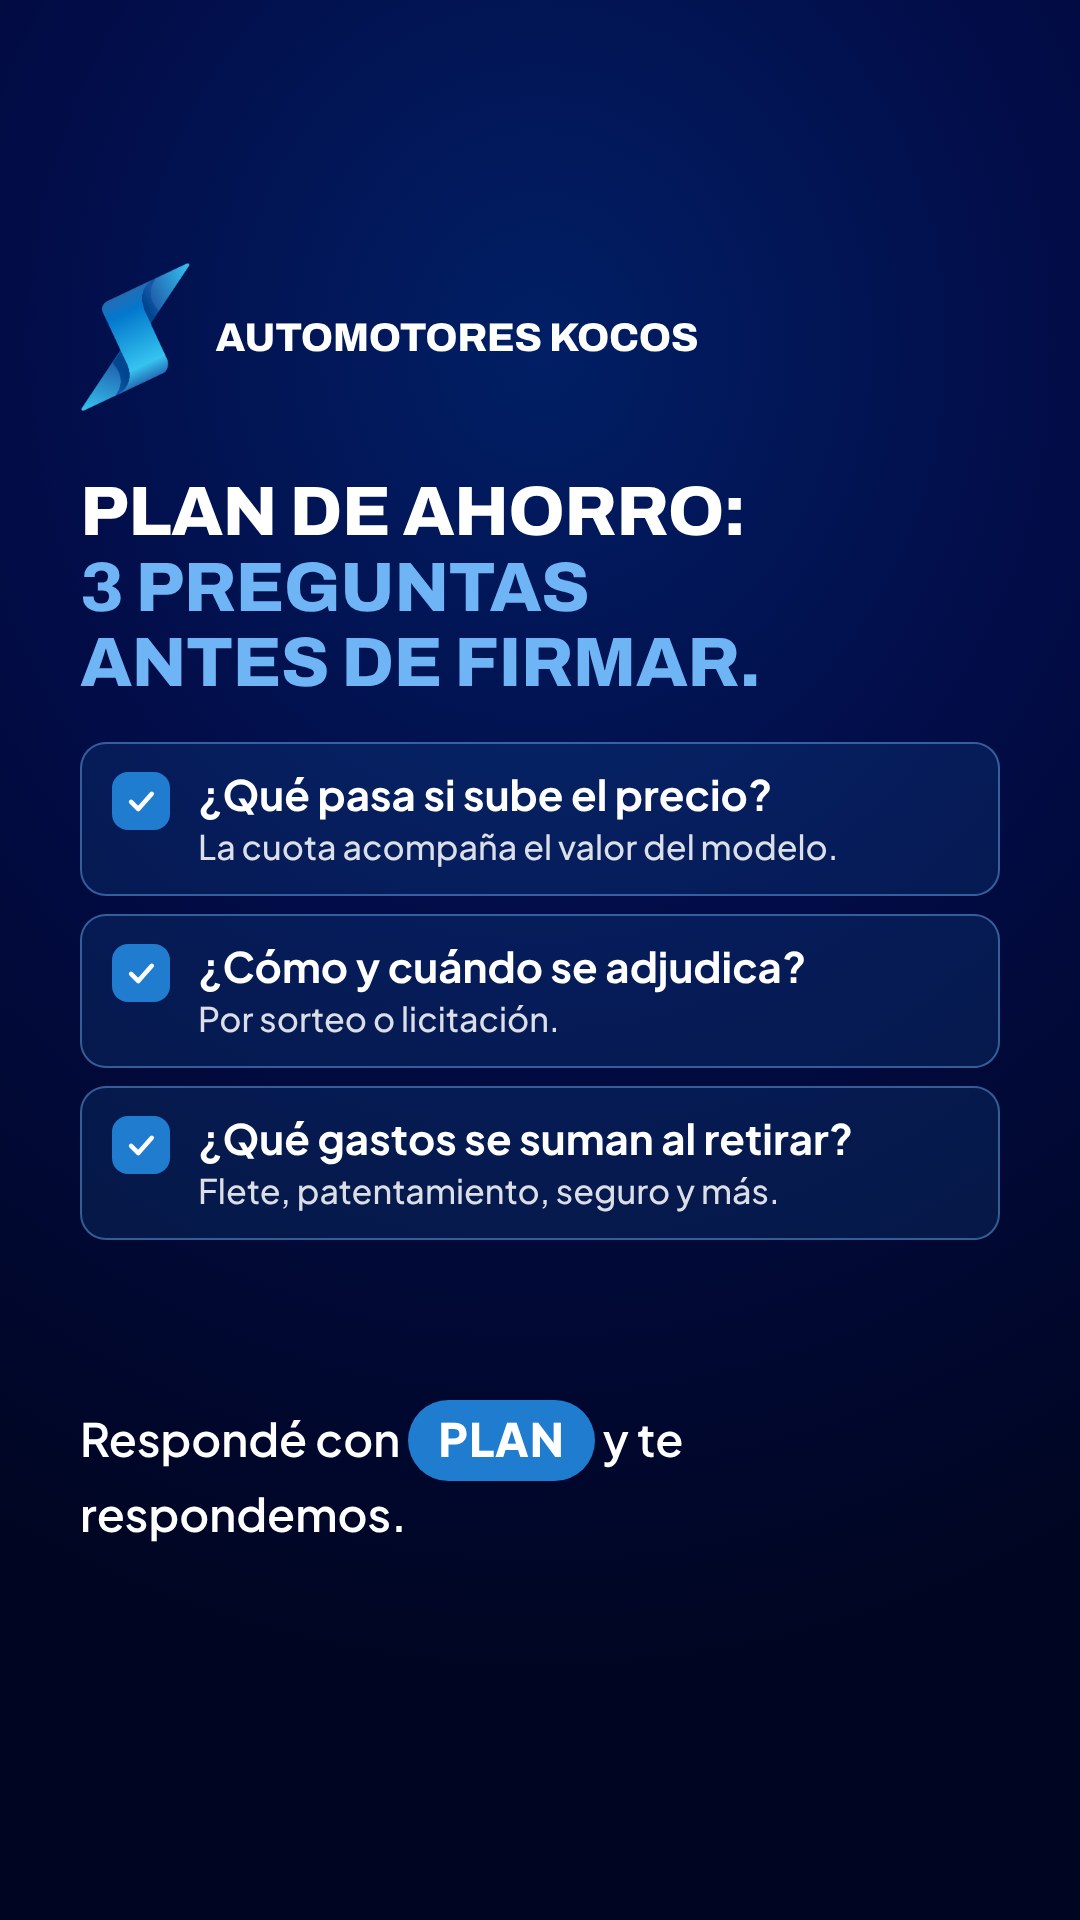 AUTOMOTORES KOCOS
PLAN DE AHORRO:
3 PREGUNTAS
ANTES DE FIRMAR.
¿Qué pasa si sube el precio?
La cuota acompaña el valor del modelo.
¿Cómo y cuándo se adjudica?
Por sorteo o licitación.
¿Qué gastos se suman al retirar?
Flete, patentamiento, seguro y más.
Respondé con PLAN y te
respondemos.